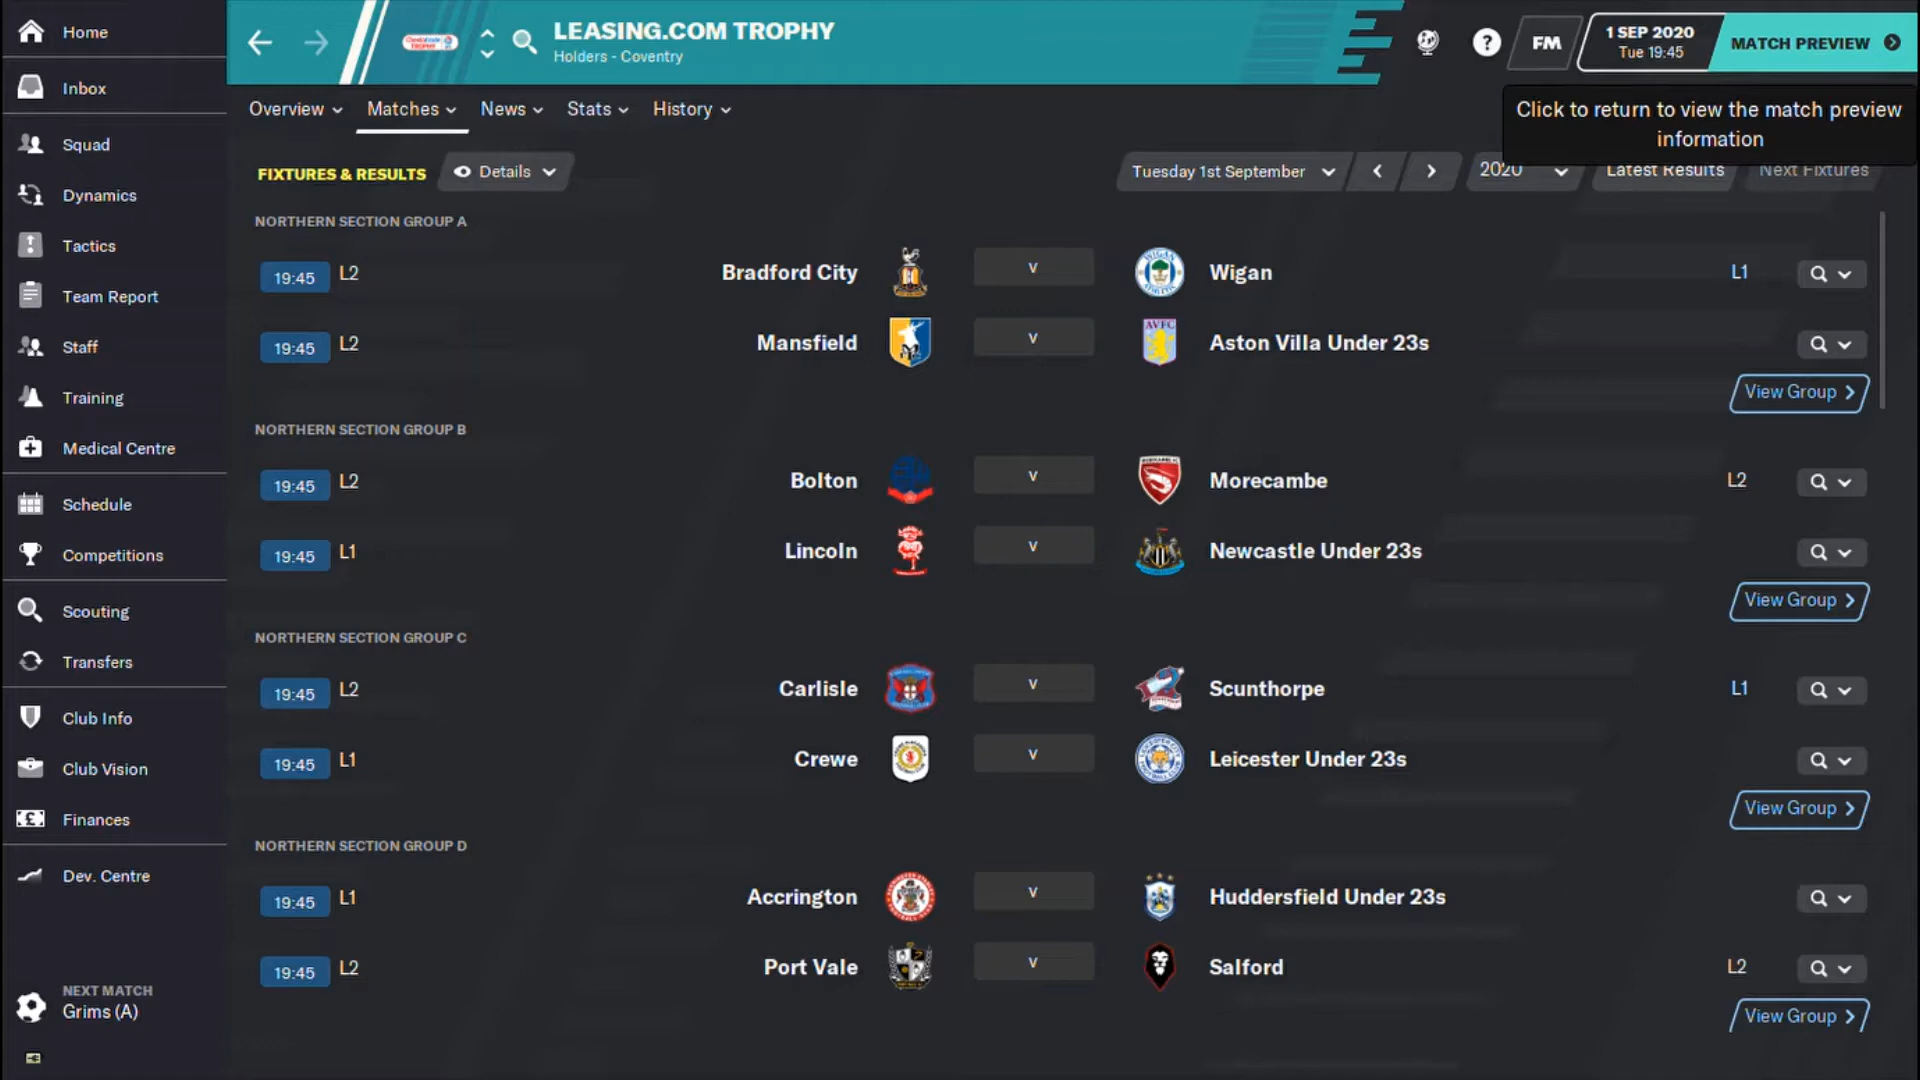 Home
Inbox
Squad
Dynamics
Tactics
Team Report
Staff
Training
Medical Centre
Schedule
Competitions
Scouting
Transfers
Club Info
Club Vision
Finances
Dev. Centre
NEXT MATCH
Grims (A)
LEASING.COM TROPHY
Holders - Coventry
? FM
1 SEP 2020
Tue 19:45
MATCH PREVIEW
Click to return to view the match preview
information
Overview Matches News Stats History
FIXTURES & RESULTS Details Tuesday 1st September 2020 Latest Results Next Fixtures
NORTHERN SECTION GROUP A
19:45 L2 Bradford City v Wigan L1
19:45 L2 Mansfield v Aston Villa Under 23s
View Group
NORTHERN SECTION GROUP B
19:45 L2 Bolton v Morecambe L2
19:45 L1 Lincoln v Newcastle Under 23s
View Group
NORTHERN SECTION GROUP C
19:45 L2 Carlisle v Scunthorpe L1
19:45 L1 Crewe v Leicester Under 23s
View Group
NORTHERN SECTION GROUP D
19:45 L1 Accrington v Huddersfield Under 23s
19:45 L2 Port Vale v Salford L2
View Group